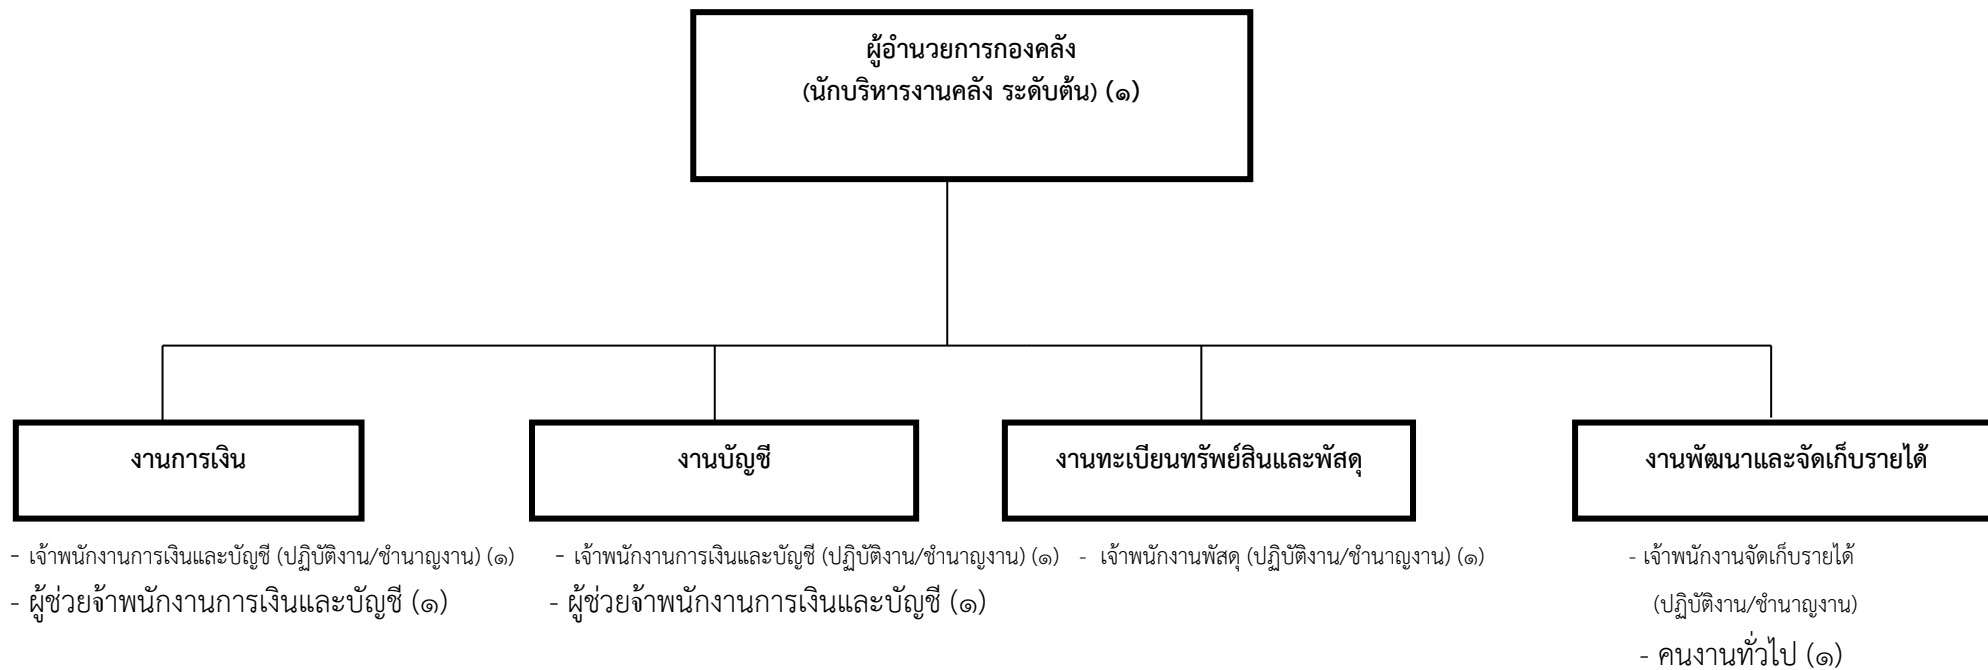 ผู้อำนวยการกองคลัง
(นักบริหารงานคลัง ระดับต้น) (๑)
งานการเงิน
งานบัญชี
งานทะเบียนทรัพย์สินและพัสดุ
งานพัฒนาและจัดเก็บรายได้
- เจ้าพนักงานการเงินและบัญชี (ปฏิบัติงาน/ชำนาญงาน) (๑)
- ผู้ช่วยจ้าพนักงานการเงินและบัญชี (๑)
- เจ้าพนักงานการเงินและบัญชี (ปฏิบัติงาน/ชำนาญงาน) (๑)
- ผู้ช่วยจ้าพนักงานการเงินและบัญชี (๑)
- เจ้าพนักงานพัสดุ (ปฏิบัติงาน/ชำนาญงาน) (๑)
- เจ้าพนักงานจัดเก็บรายได้
(ปฏิบัติงาน/ชำนาญงาน)
- คนงานทั่วไป (๑)